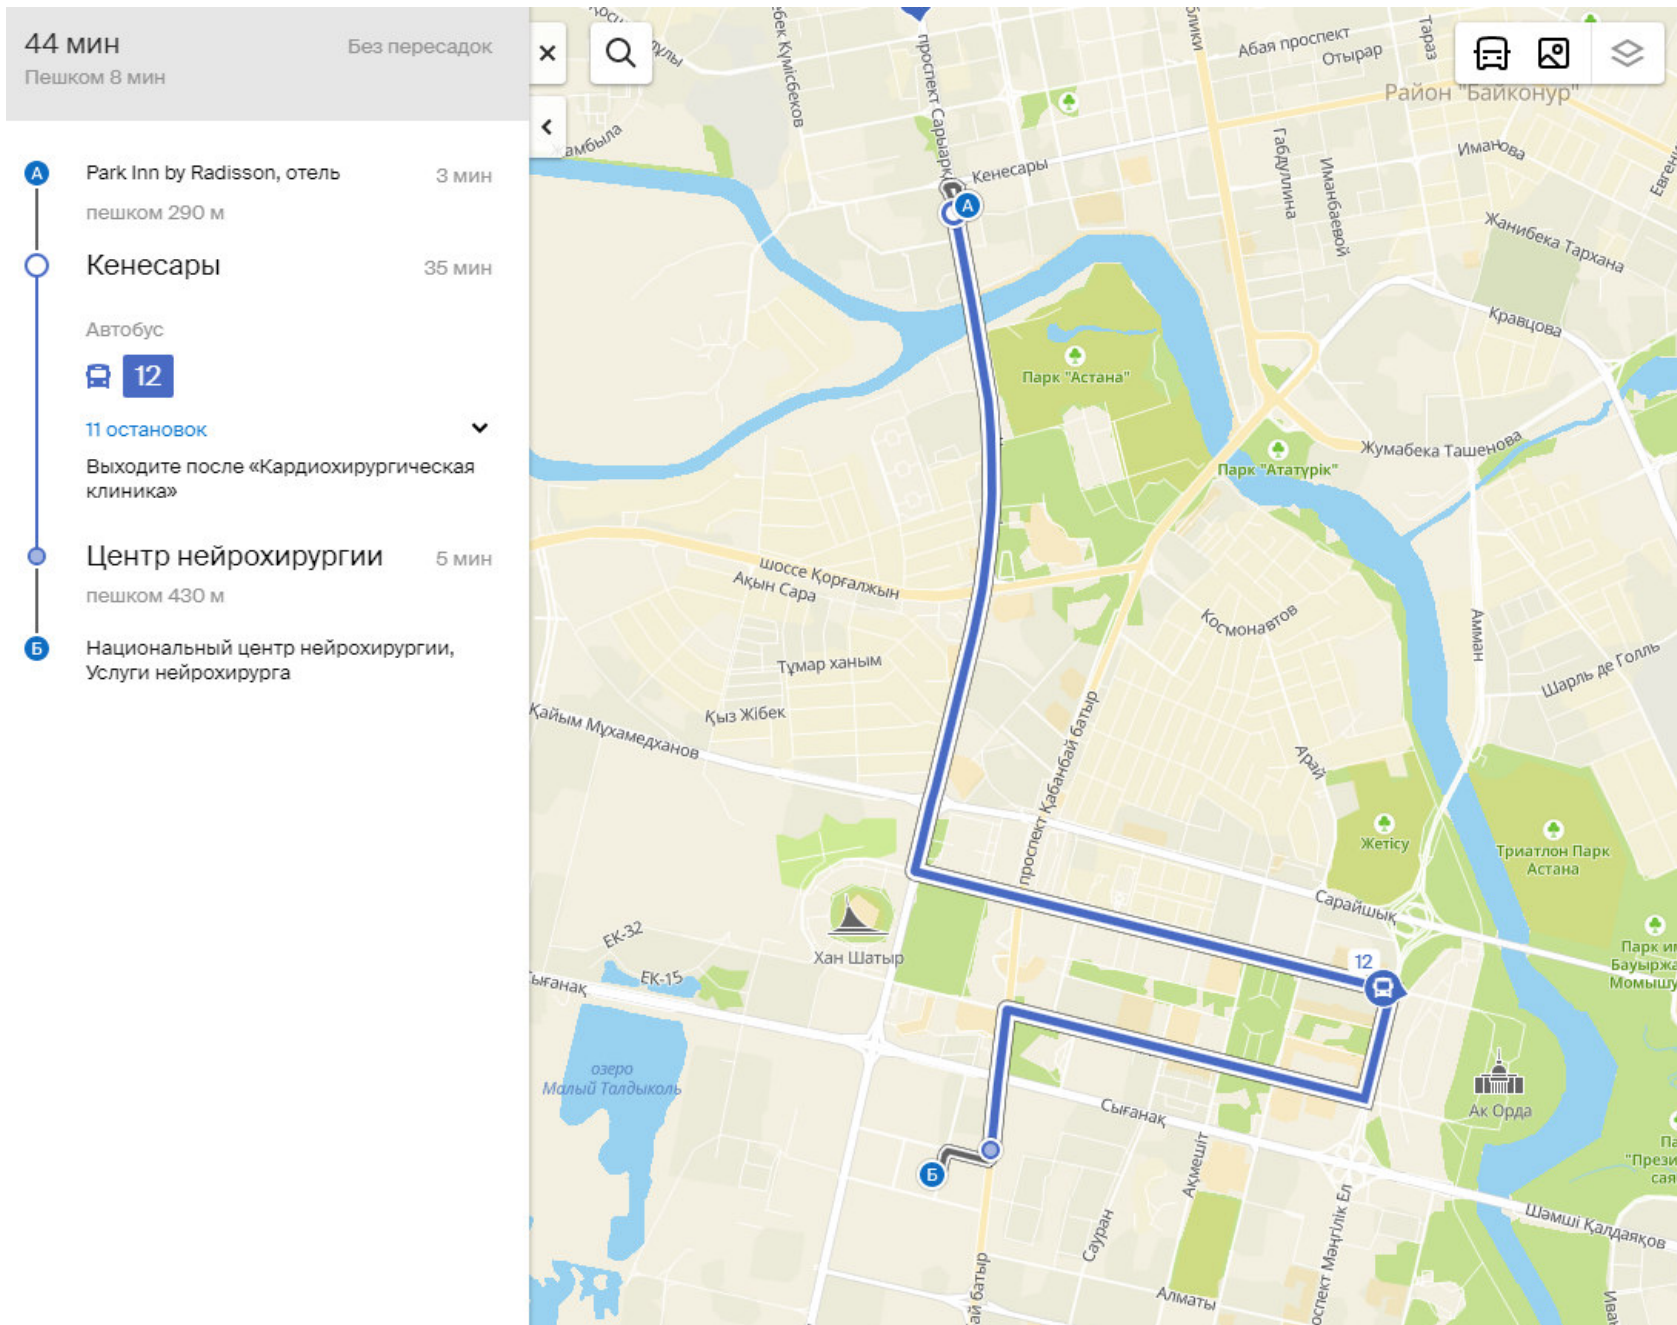 44 мин
Без пересадок
Пешком 8 мин
А
Park Inn by Radisson, отель
3 мин
пешком 290 м
Кенесары
35 мин
Автобус
12
11 остановок
Выходите после «Кардиохирургическая
клиника»
Центр нейрохирургии
5 мин
пешком 430 м
Б
Национальный центр нейрохирургии,
Услуги нейрохирурга
Абая проспект
Отырар
Тараз
Район "Байконур"
проспект Сарыарқ
Кенесары
А
Габдуллина
Иманбаевой
Иманова
Жанибека Тархана
Кравцова
Парк "Астана"
Парк "Ататүрік"
Жумабека Ташенова
шоссе Қорғалжын
Ақын Сара
Космонавтов
Амман
Шарль де Голль
Тұмар ханым
Қыз Жібек
Қайым Мұхамедханов
проспект Қабанбай батыр
Арай
Жетісу
Триатлон Парк
Астана
Сарайшық
ЕК-32
ЕК-15
Хан Шатыр
12
озеро
Малый Талдыколь
Сығанақ
Ак Орда
Б
Ақмешіт
Сауран
Шәмші Қалдаяқов
Алматы